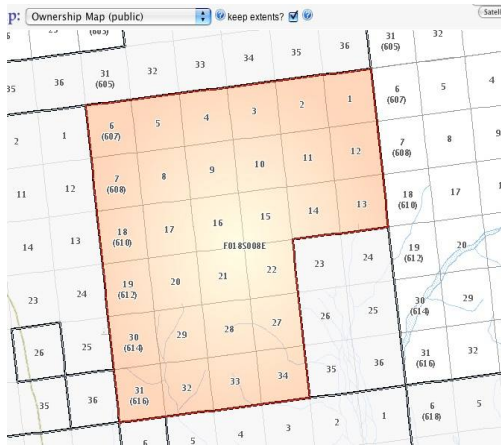 p: Ownership Map (public) keep extents? Satell
6 (605) 31 (605) 32
35 36 31 (605) 32 33 34 35 36
2 1 6 (607) 5 4 3 2 1 6 (607) 5 4
11 12 7 (608) 8 9 10 11 12 7 (608) 8 9
14 13 18 (610) 17 16 15 14 13 18 (610) 17
F018S008E
23 24 19 (612) 20 21 22 23 24 19 (612) 20
26 25 30 (614) 29 28 27 26 25 30 (614) 29
35 36 31 (616) 32 33 34 35 36 31 (616) 32
6 5 4 3 2 1 6 (618) 5